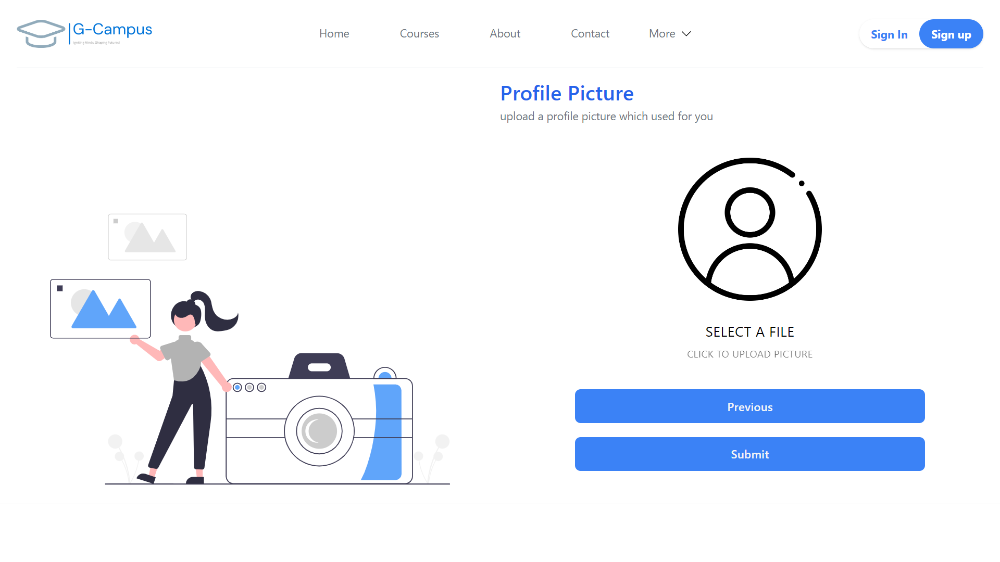 G-Campus
Igniting Minds, Shaping Futures!
Home
Courses
About
Contact
More
Sign In
Sign up
Profile Picture
upload a profile picture which used for you
SELECT A FILE
CLICK TO UPLOAD PICTURE
Previous
Submit